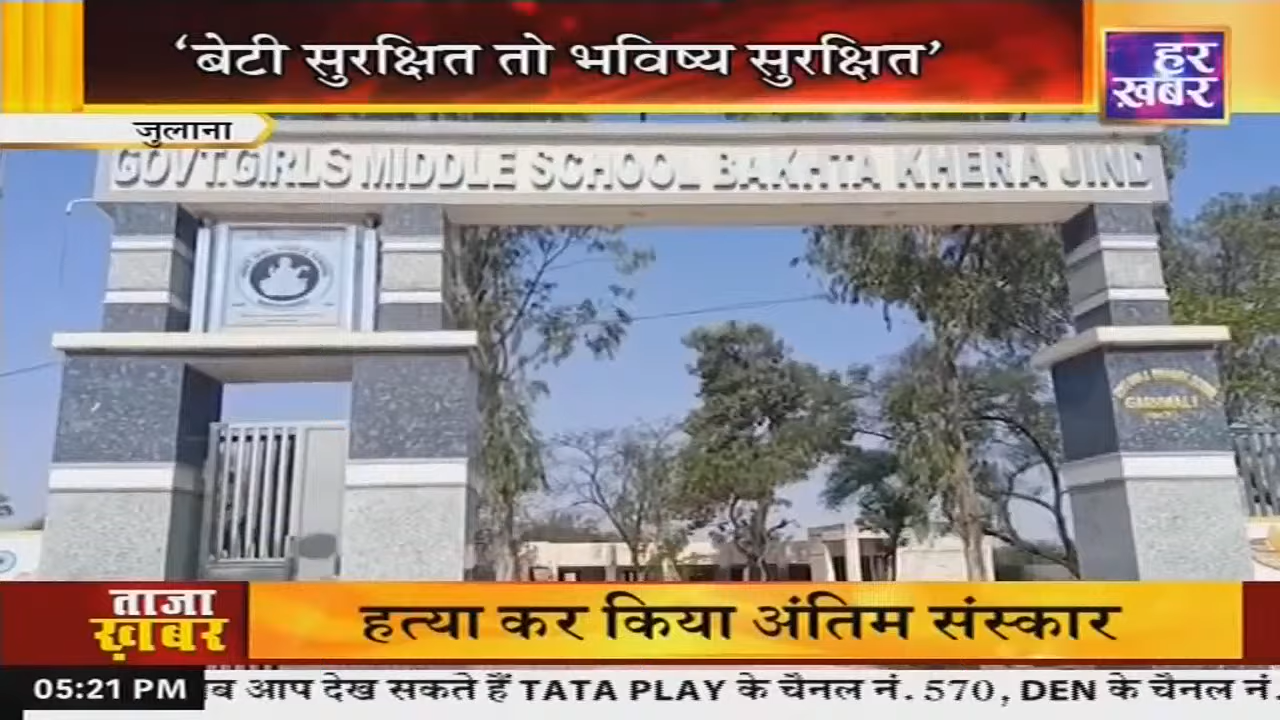 ‘बेटी सुरक्षित तो भविष्य सुरक्षित’
हर
ख़बर
जुलाना
GOVT.GIRLS MIDDLE SCHOOL BAKHTA KHERA JIND
ताजा
ख़बर
हत्या कर किया अंतिम संस्कार
05:21 PM
ब आप देख सकते हैं TATA PLAY के चैनल नं. 570, DEN के चैनल नं.